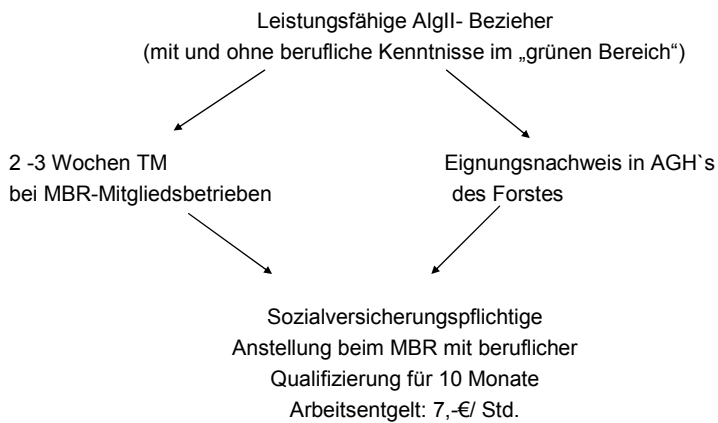 Leistungsfähige AlgII- Bezieher
(mit und ohne berufliche Kenntnisse im „grünen Bereich“)
2 -3 Wochen TM
bei MBR-Mitgliedsbetrieben
Eignungsnachweis in AGH`s
des Forstes
Sozialversicherungspflichtige
Anstellung beim MBR mit beruflicher
Qualifizierung für 10 Monate
Arbeitsentgelt: 7,-€/ Std.